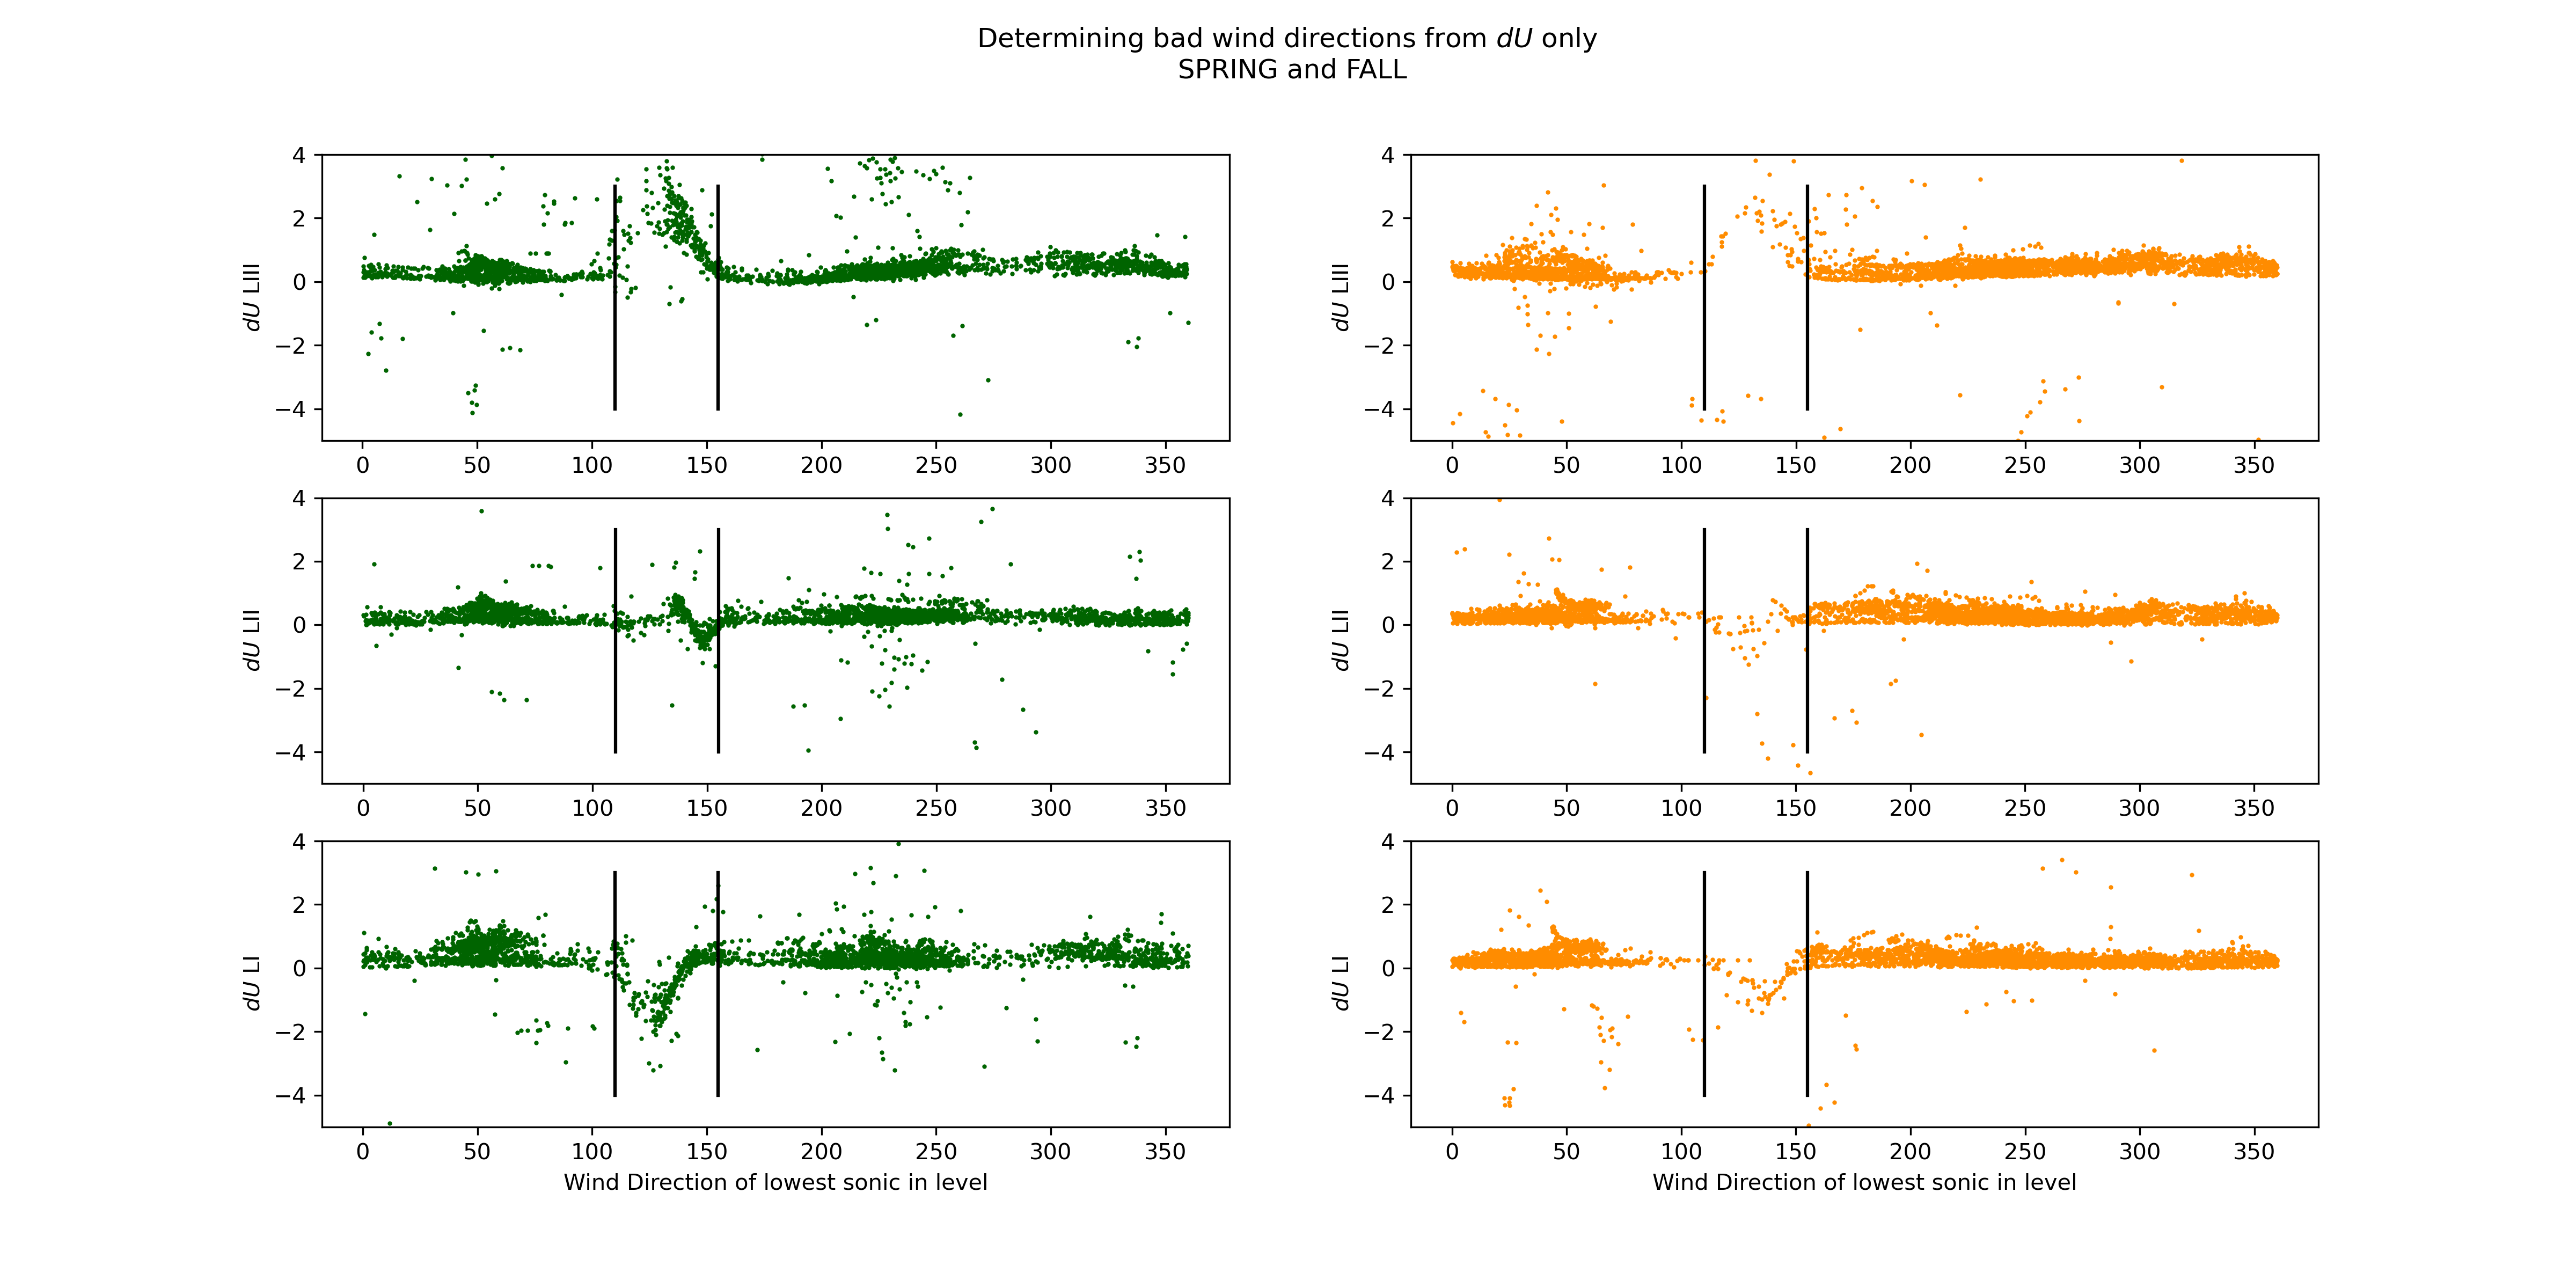 Determining bad wind directions from dU only
SPRING and FALL
dU LIII
4
2
0
−2
−4
0 50 100 150 200 250 300 350
dU LIII
4
2
0
−2
−4
0 50 100 150 200 250 300 350
dU LII
4
2
0
−2
−4
0 50 100 150 200 250 300 350
dU LII
4
2
0
−2
−4
0 50 100 150 200 250 300 350
dU LI
4
2
0
−2
−4
0 50 100 150 200 250 300 350
Wind Direction of lowest sonic in level
dU LI
4
2
0
−2
−4
0 50 100 150 200 250 300 350
Wind Direction of lowest sonic in level